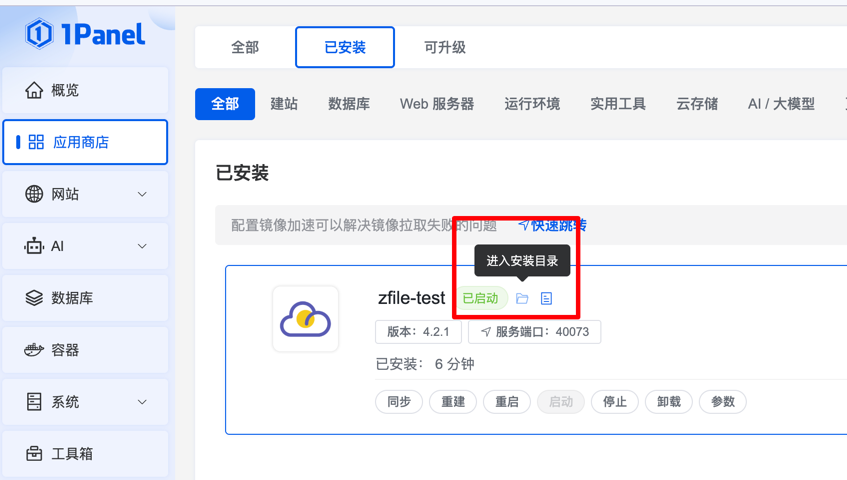 1Panel
概览
应用商店
网站
AI
数据库
容器
系统
工具箱
全部 已安装 可升级
全部 建站 数据库 Web 服务器 运行环境 实用工具 云存储 AI / 大模型
已安装
配置镜像加速可以解决镜像拉取失败的问题 快速跳转
进入安装目录
zfile-test 已启动
版本：4.2.1 服务端口：40073
已安装： 6 分钟
同步 重建 重启 启动 停止 卸载 参数